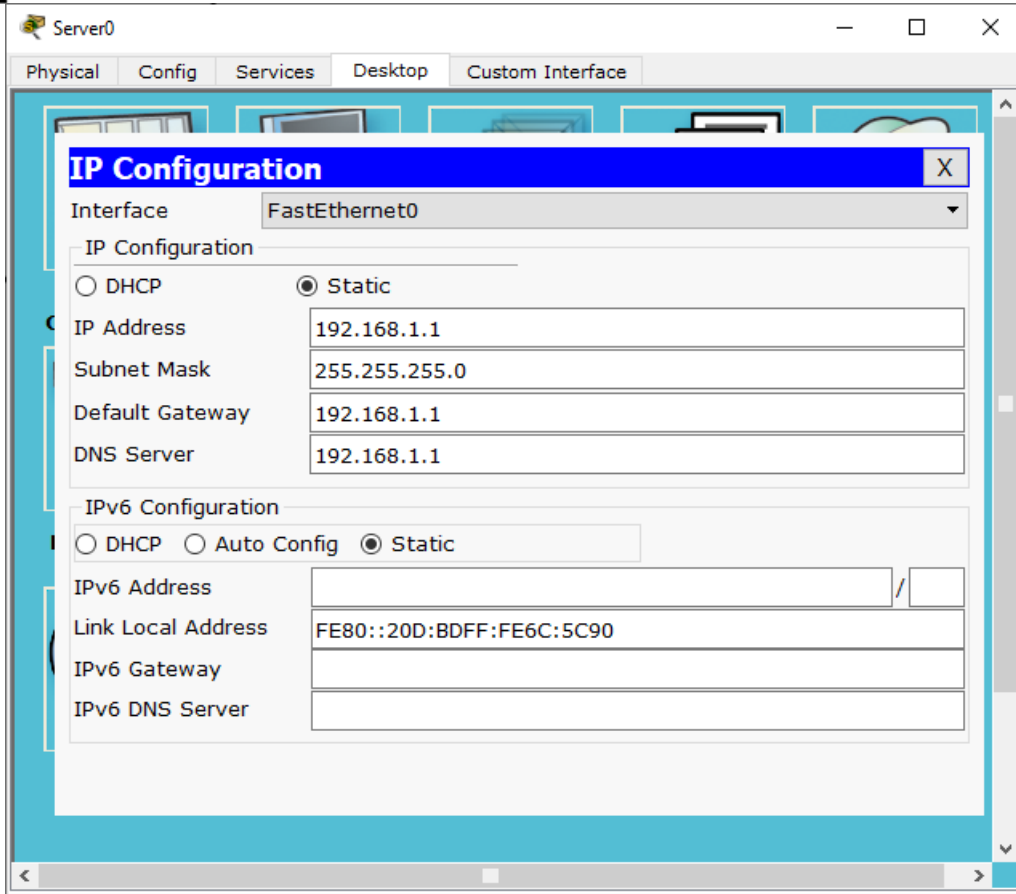 Server0
Physical Config Services Desktop Custom Interface
IP Configuration X
Interface FastEthernet0
IP Configuration
DHCP Static
IP Address 192.168.1.1
Subnet Mask 255.255.255.0
Default Gateway 192.168.1.1
DNS Server 192.168.1.1
IPv6 Configuration
DHCP Auto Config Static
IPv6 Address /
Link Local Address FE80::20D:BDFF:FE6C:5C90
IPv6 Gateway
IPv6 DNS Server